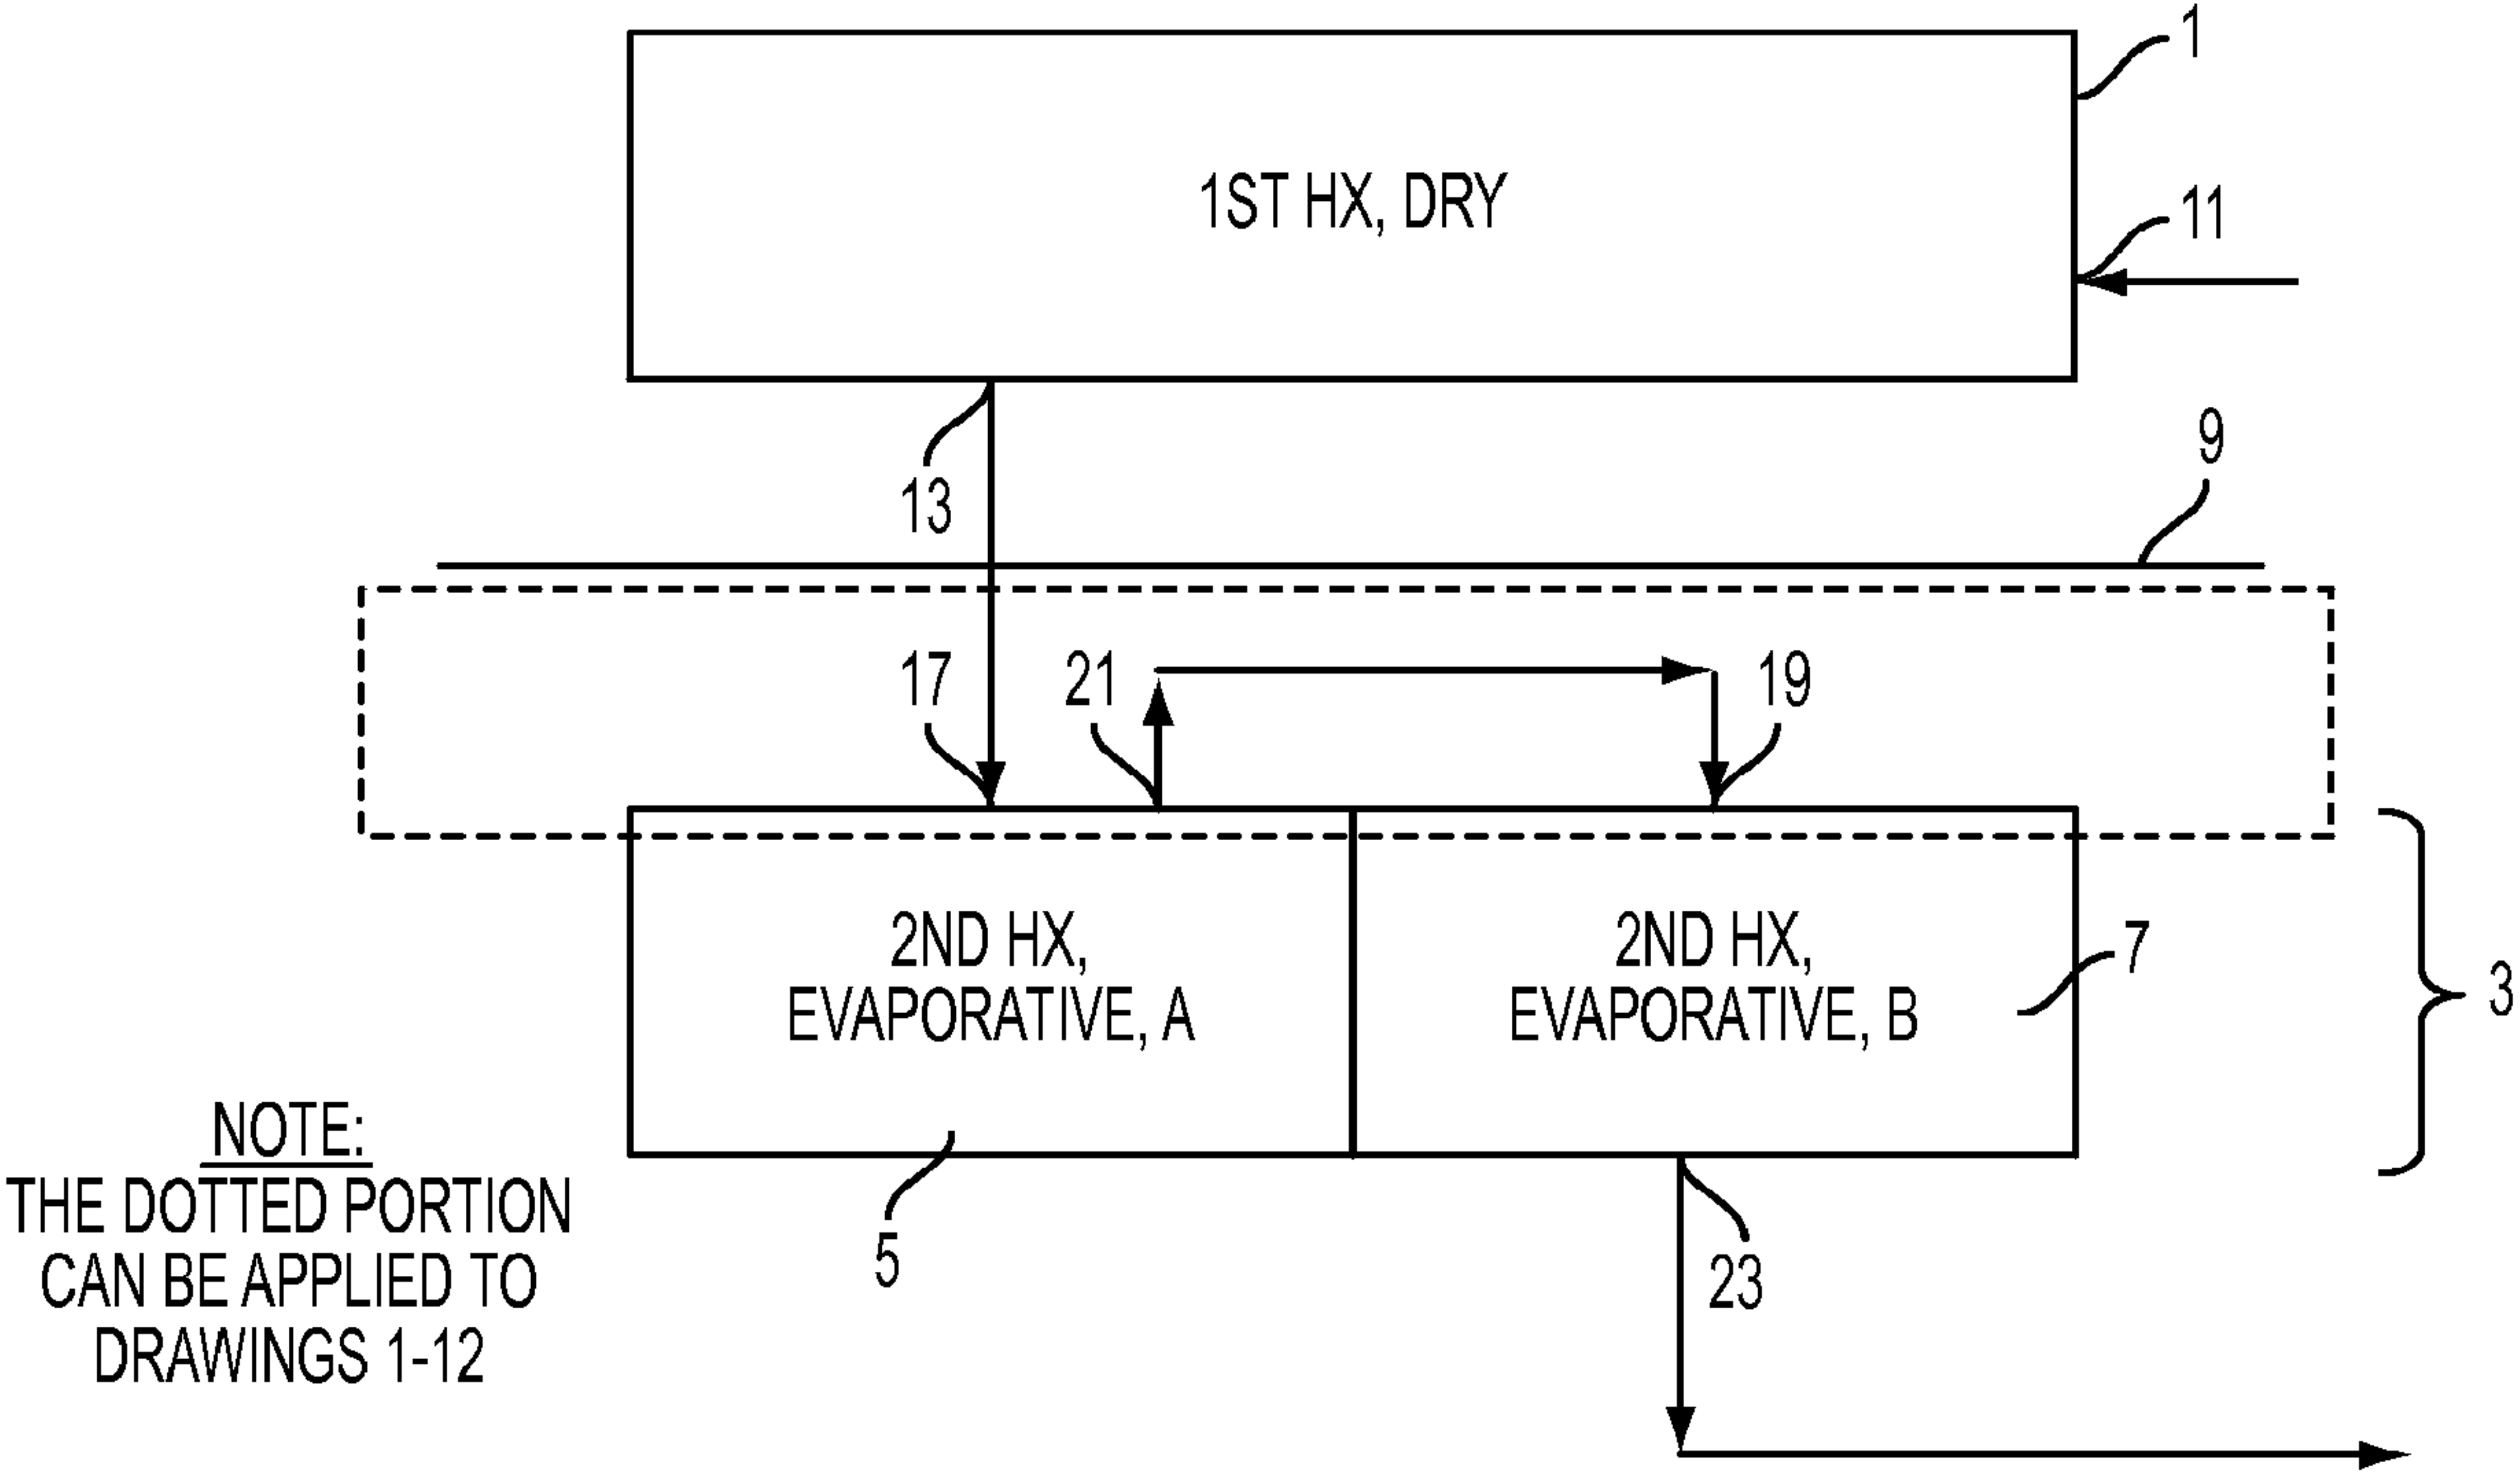 1
1ST HX, DRY
11
9
13
17
21
19
2ND HX,
EVAPORATIVE, A
2ND HX,
EVAPORATIVE, B
7
3
NOTE:
THE DOTTED PORTION
CAN BE APPLIED TO
DRAWINGS 1-12
5
23